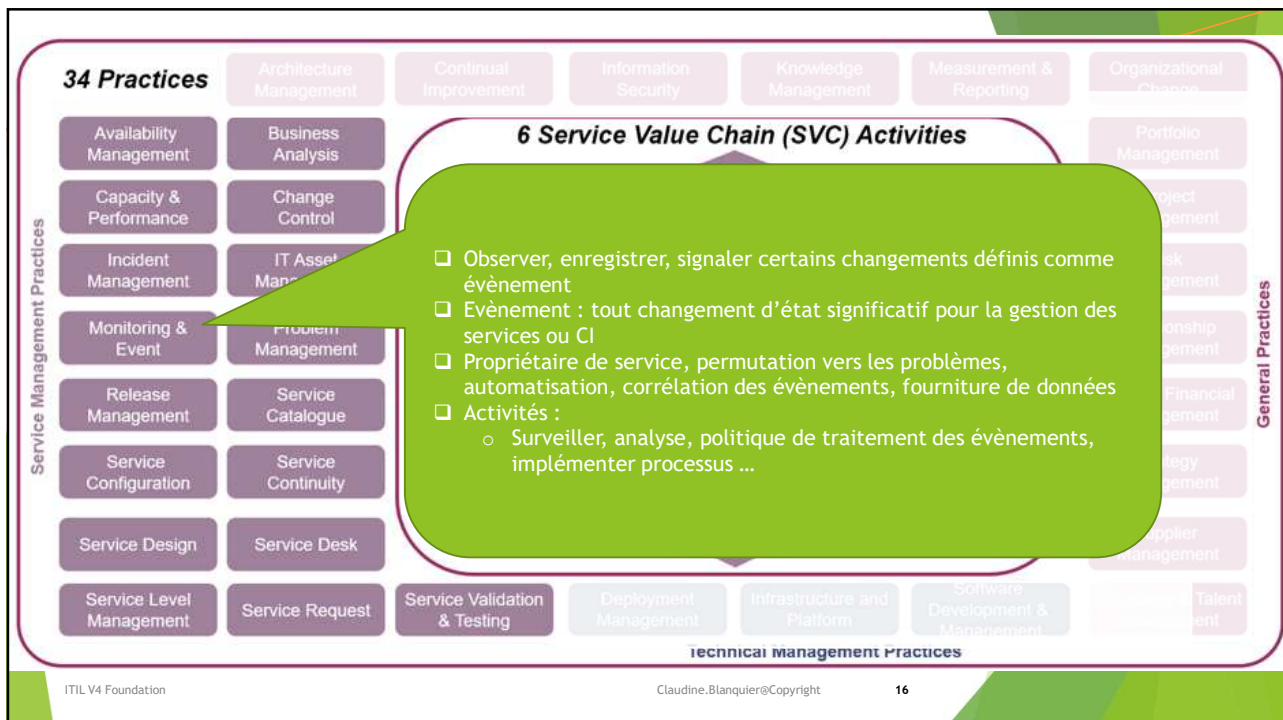 34 Practices
Architecture
Management
Continual
Improvement
Information
Security
Knowledge
Management
Measurement &
Reporting
Organizational
Change
Availability
Management
Business
Analysis
6 Service Value Chain (SVC) Activities
Portfolio
Management
Capacity &
Performance
Change
Control
Incident
Management
IT Asset
Monitoring &
Event
Problem
Management
Release
Management
Service
Catalogue
Service
Configuration
Service
Continuity
Service Design
Service Desk
Service Level
Management
Service Request
Service Validation
& Testing
Deployment
Management
Infrastructure and
Platform
Software
Development &
Management
Service Management Practices
❑ Observer, enregistrer, signaler certains changements définis comme
évènement
❑ Evènement : tout changement d’état significatif pour la gestion des
services ou CI
❑ Propriétaire de service, permutation vers les problèmes,
automatisation, corrélation des évènements, fourniture de données
❑ Activités :
o Surveiller, analyse, politique de traitement des évènements,
implémenter processus …
Financial
Management
Talent
General Practices
Technical Management Practices
ITIL V4 Foundation
Claudine.Blanquier@Copyright
16